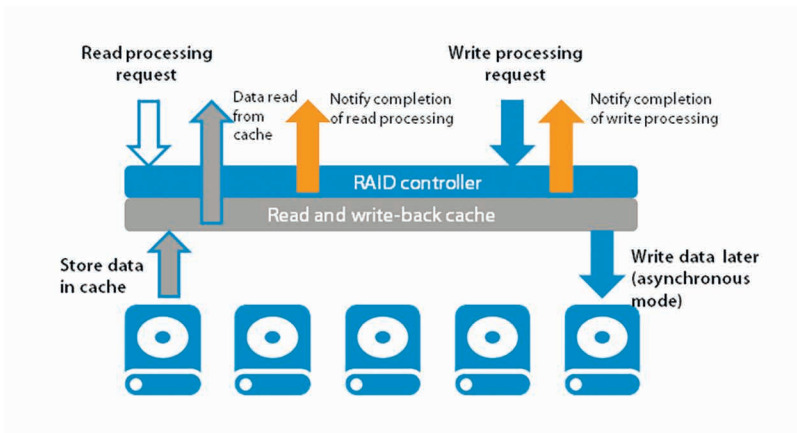 Read processing
request
Data read
from
cache
Notify completion
of read processing
Write processing
request
Notify completion
of write processing
RAID controller
Read and write-back cache
Store data
in cache
Write data later
(asynchronous
mode)